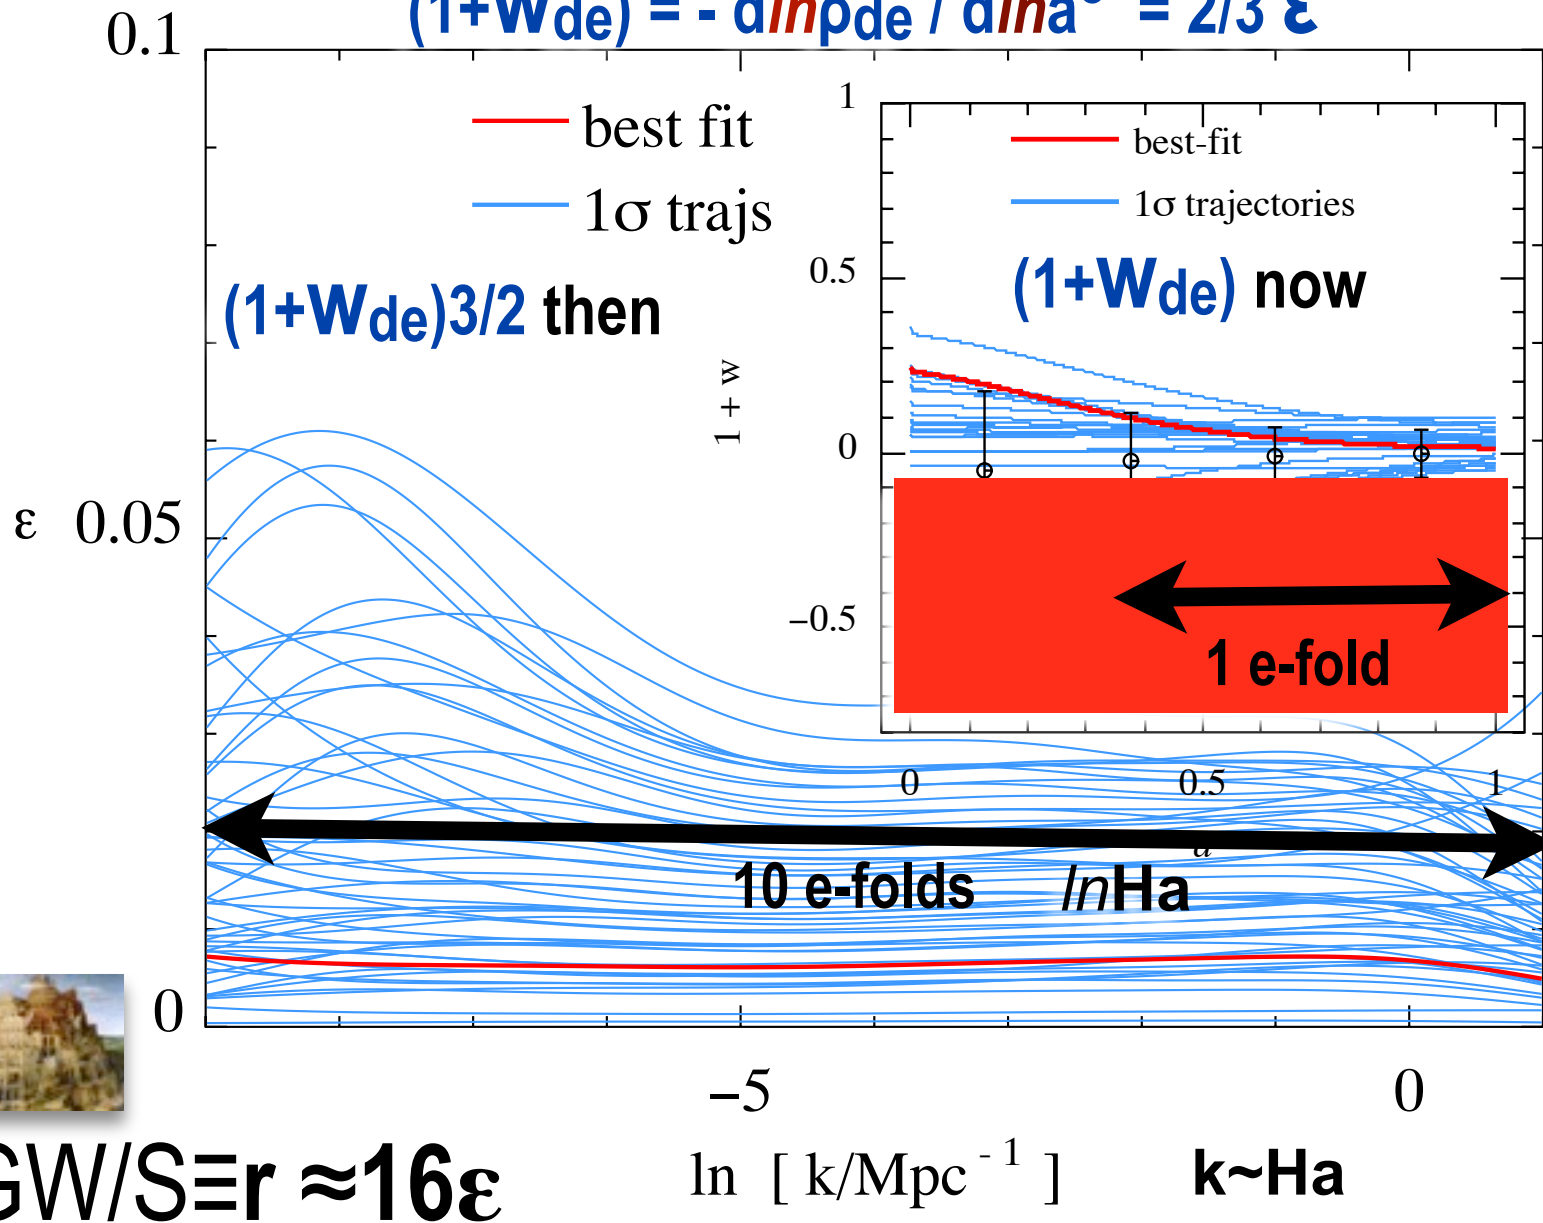 (1+Wde) = - dlnρde / dlna³ = 2/3 ε
0.1
best fit
1σ trajs
(1+Wde)3/2 then
ε 0.05
0
−5
0
ln [ k/Mpc⁻¹ ]
k~Ha
1
best-fit
1σ trajectories
0.5
(1+Wde) now
1 + w
0
−0.5
1 e-fold
0
0.5
1
a
10 e-folds
lnHa
GW/S≡r ≈16ε